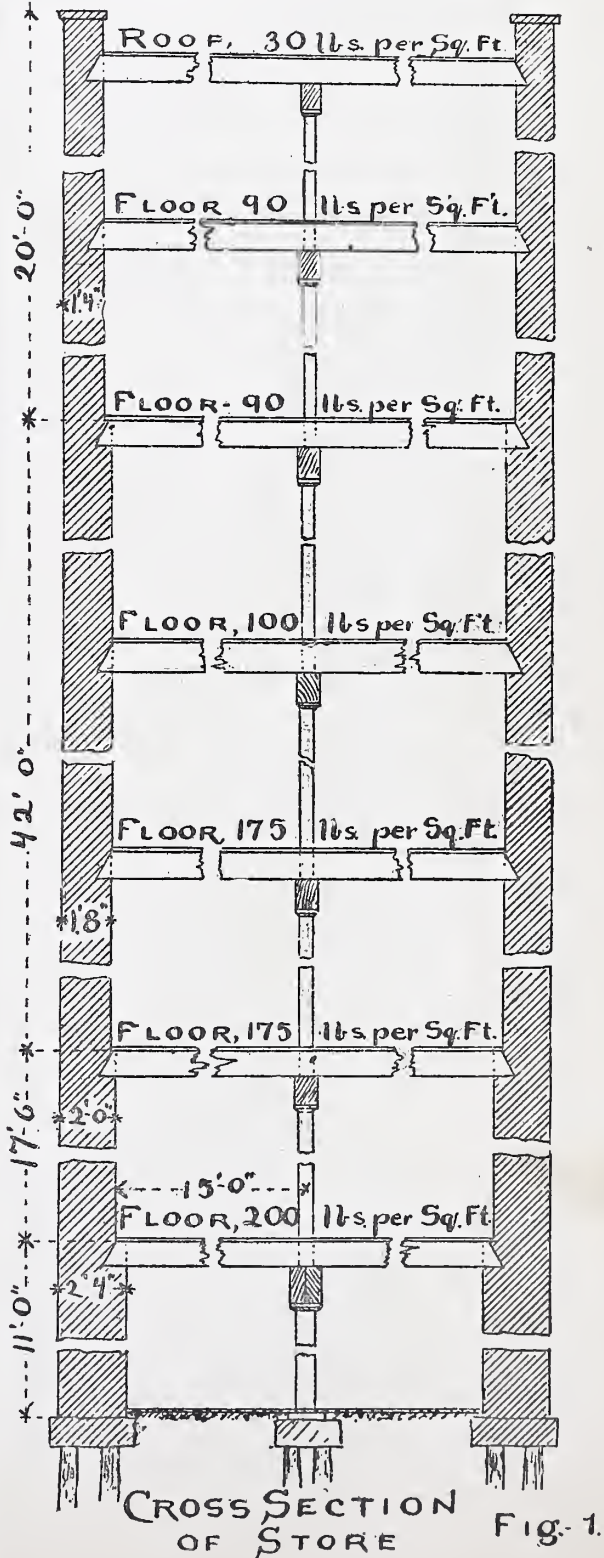 ROOF, 30 lbs. per Sq. Ft.
FLOOR 90 lbs per Sq. Ft.
20'-0"
1'4"
FLOOR-90 lbs. per Sq. Ft.
FLOOR, 100 lbs per Sq. Ft.
42' 0"
FLOOR, 175 lbs. per Sq. Ft.
1'8"
FLOOR, 175 lbs. per Sq. Ft.
17'-6"
2'-0"
15'-0"
FLOOR, 200 lbs. per Sq. Ft.
2'4"
11'-0"
CROSS SECTION
OF STORE
Fig-1.